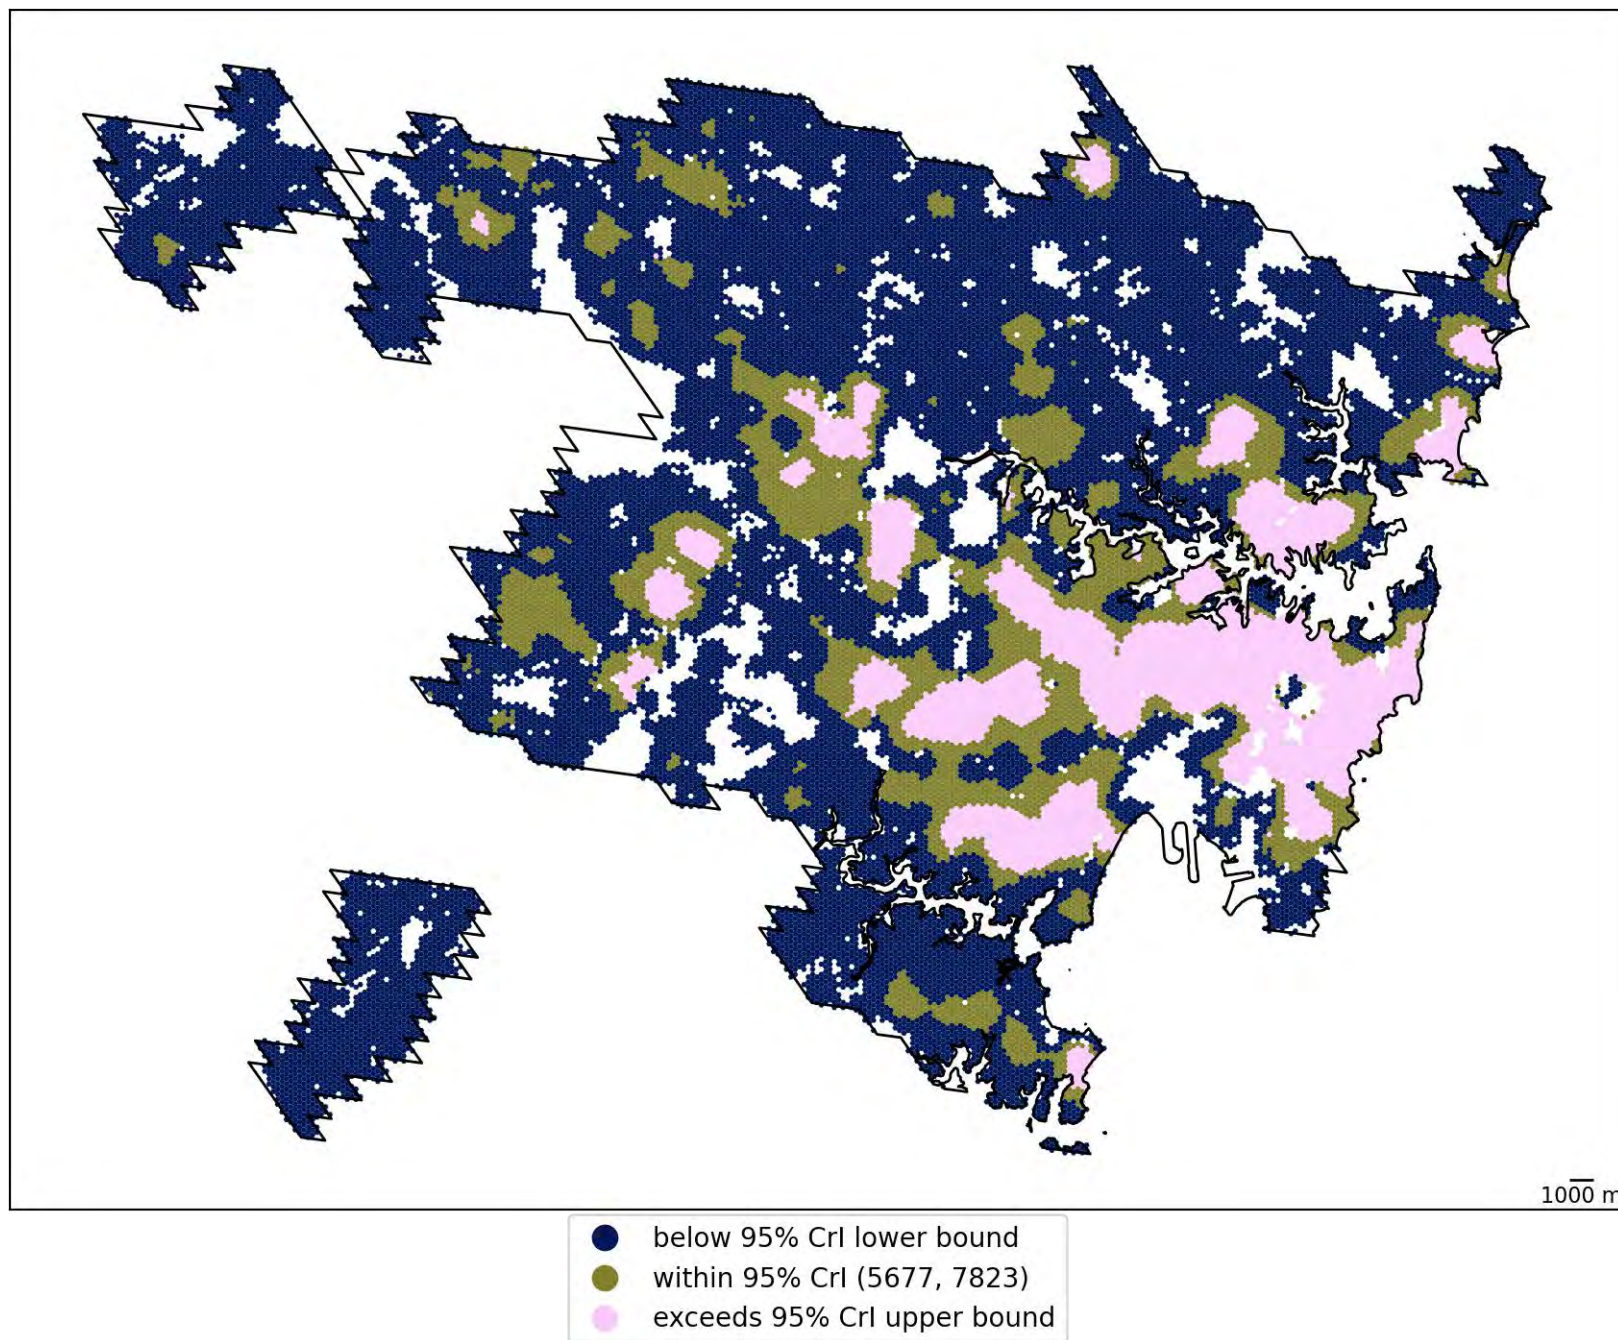 1000 m
below 95% CrI lower bound
within 95% CrI (5677, 7823)
exceeds 95% CrI upper bound